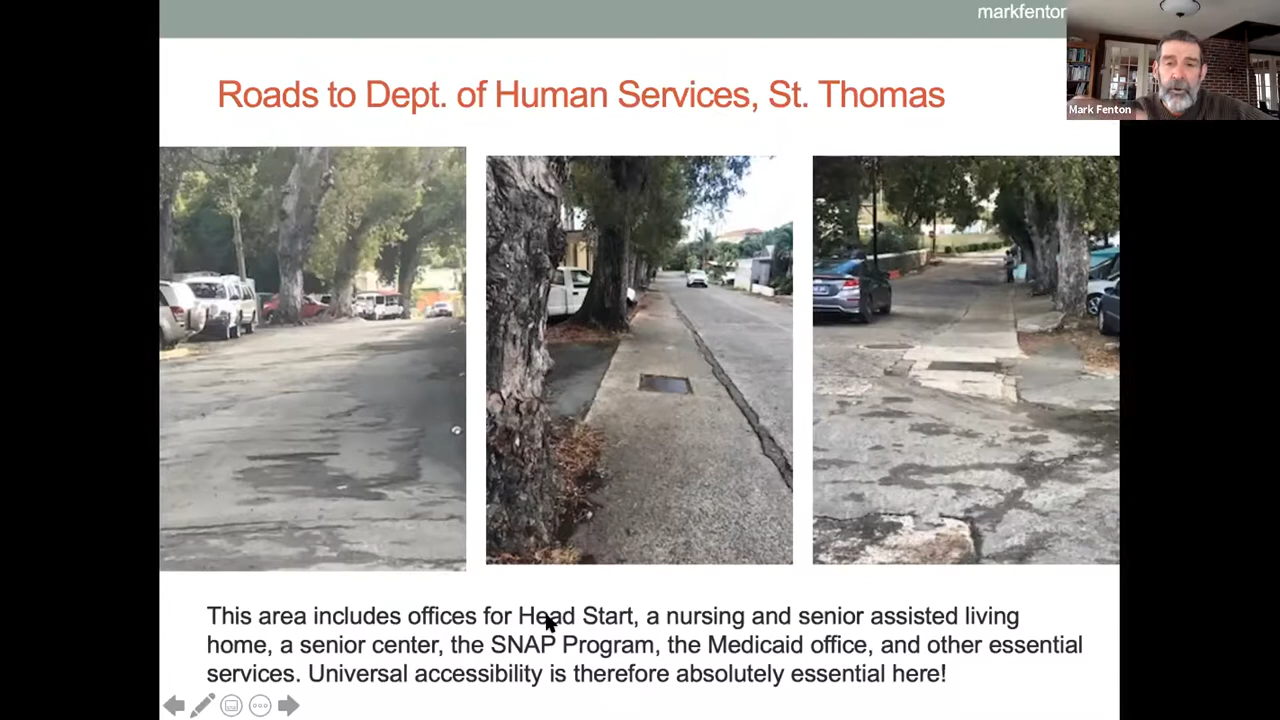 markfenton
Mark Fenton
Roads to Dept. of Human Services, St. Thomas
This area includes offices for Head Start, a nursing and senior assisted living
home, a senior center, the SNAP Program, the Medicaid office, and other essential
services. Universal accessibility is therefore absolutely essential here!